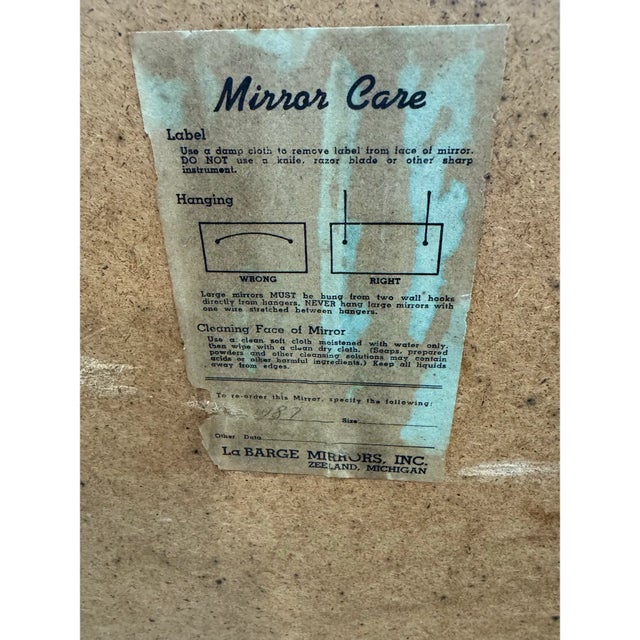 Mirror Care
Label
Use a damp cloth to remove label from face of mirror.
DO NOT use a knife, razor blade or other sharp
instrument.
Hanging
WRONG RIGHT
Large mirrors MUST be hung from two wall hooks
directly from hangers. NEVER hang large mirrors with
one wire stretched between hangers.
Cleaning Face of Mirror
Use a clean soft cloth moistened with water only,
then wipe with a clean dry cloth. (Soaps, prepared
powders and other cleansing solutions may contain
acids or other harmful ingredients.) Keep all liquids
away from edges.
To re-order this Mirror, specify the following:
87 Size
Other Data
La BARGE MIRRORS, INC.
ZEELAND, MICHIGAN